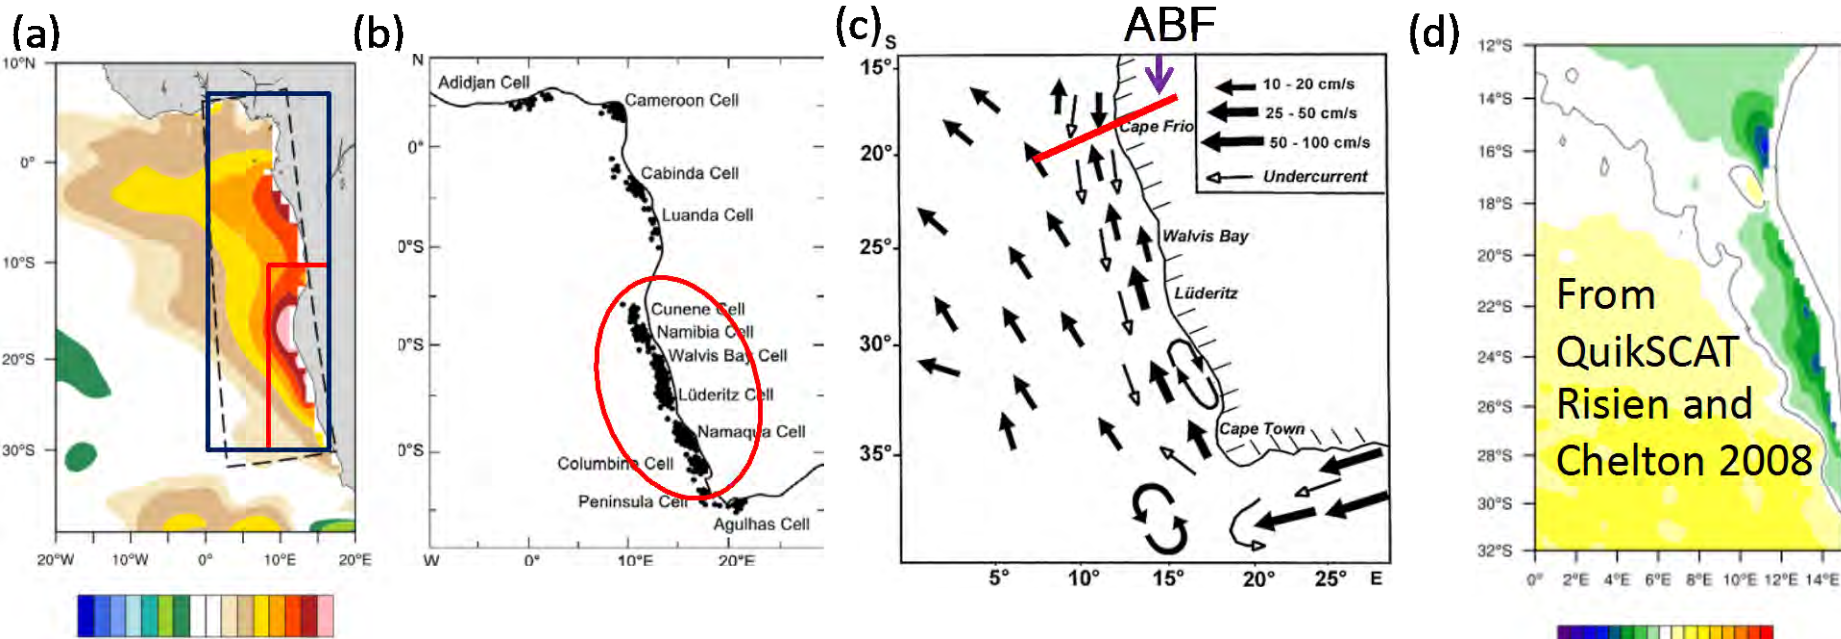 (a)
10°N
0°
10°S
20°S
30°S
20°W
10°W
0°
10°E
20°E
(b)
N
0°
0°S
0°S
0°S
W
0°
10°E
20°E
Adidjan Cell
Cameroon Cell
Cabinda Cell
Luanda Cell
Cunene Cell
Namibia Cell
Walvis Bay Cell
Lüderitz Cell
Namaqua Cell
Columbine Cell
Peninsula Cell
Agulhas Cell
(c)
ABF
S
15°
20°
25°
30°
35°
5°
10°
15°
20°
25°
E
10 - 20 cm/s
25 - 50 cm/s
50 - 100 cm/s
Undercurrent
Cape Frio
Walvis Bay
Lüderitz
Cape Town
(d)
12°S
14°S
16°S
18°S
20°S
22°S
24°S
26°S
28°S
30°S
32°S
0°
2°E
4°E
6°E
8°E
10°E
12°E
14°E
From
QuikSCAT
Risien and
Chelton 2008